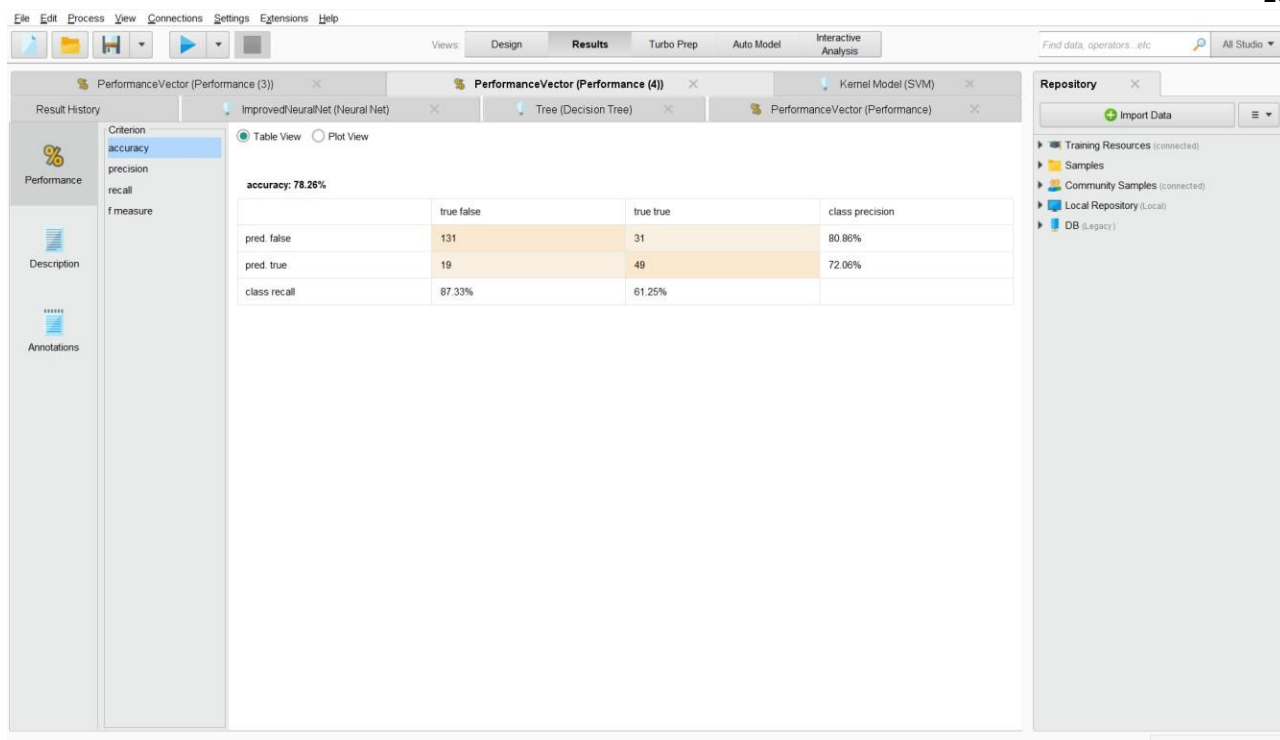 File Edit Process View Connections Settings Extensions Help
Views: Design Results Turbo Prep Auto Model Interactive Analysis
Find data, operators...etc All Studio
PerformanceVector (Performance (3)) PerformanceVector (Performance (4)) Kernel Model (SVM)
Result History ImprovedNeuralNet (Neural Net) Tree (Decision Tree) PerformanceVector (Performance)
Repository
Import Data
Training Resources (connected)
Samples
Community Samples (connected)
Local Repository (Local)
DB (Legacy)
Performance
Description
Annotations
Criterion
accuracy
precision
recall
f measure
Table View Plot View
accuracy: 78.26%
true false true true class precision
pred. false 131 31 80.86%
pred. true 19 49 72.06%
class recall 87.33% 61.25%